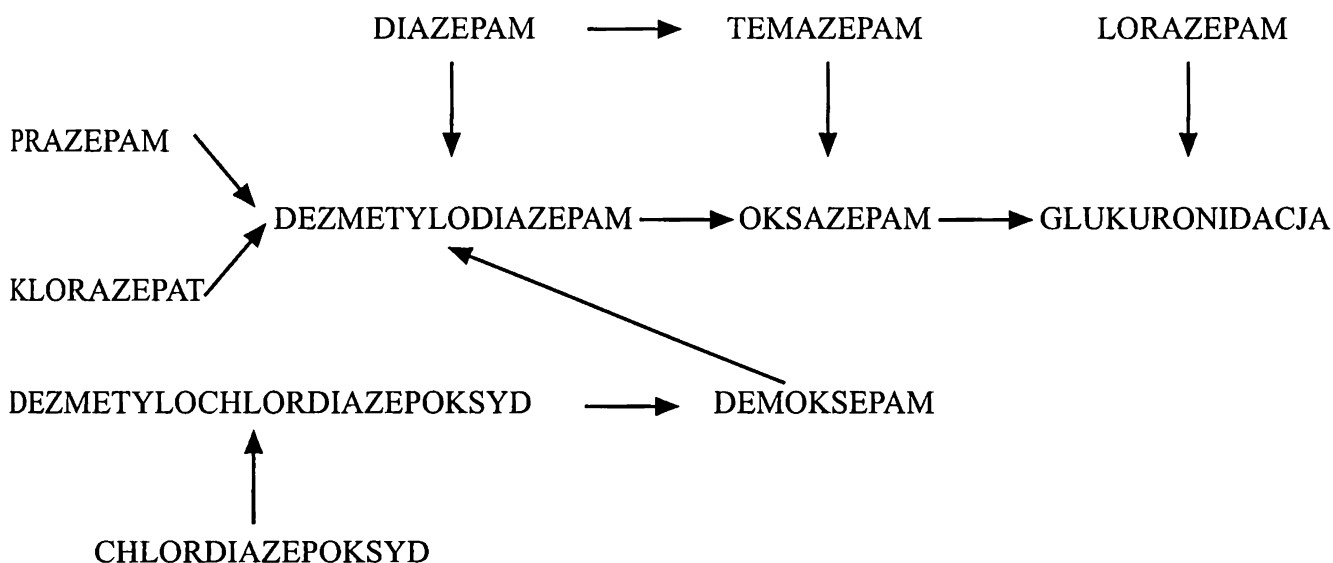 DIAZEPAM TEMAZEPAM LORAZEPAM
PRAZEPAM
DEZMETYLODIAZEPAM OKSAZEPAM GLUKURONIDACJA
KLORAZEPAT
DEZMETYLOCHLORDIAZEPOKSYD DEMOKSEPAM
CHLORDIAZEPOKSYD